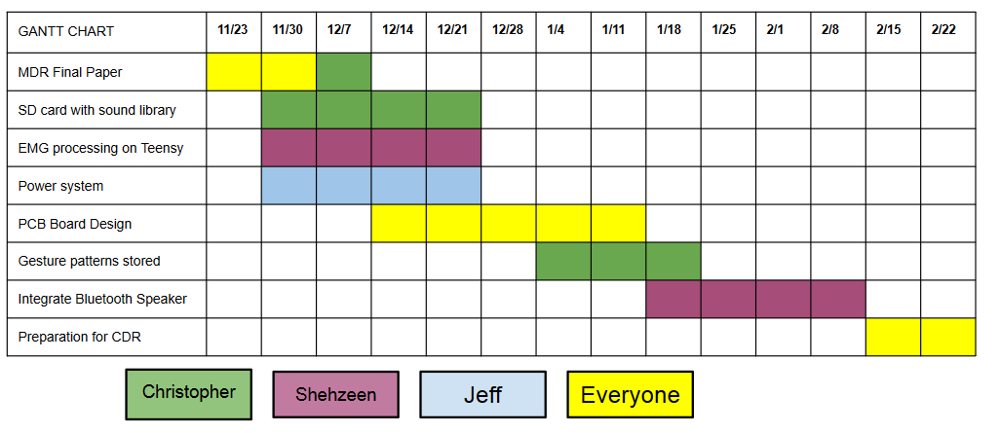 GANTT CHART 11/23 11/30 12/7 12/14 12/21 12/28 1/4 1/11 1/18 1/25 2/1 2/8 2/15 2/22
MDR Final Paper
SD card with sound library
EMG processing on Teensy
Power system
PCB Board Design
Gesture patterns stored
Integrate Bluetooth Speaker
Preparation for CDR
Christopher Shehzeen Jeff Everyone